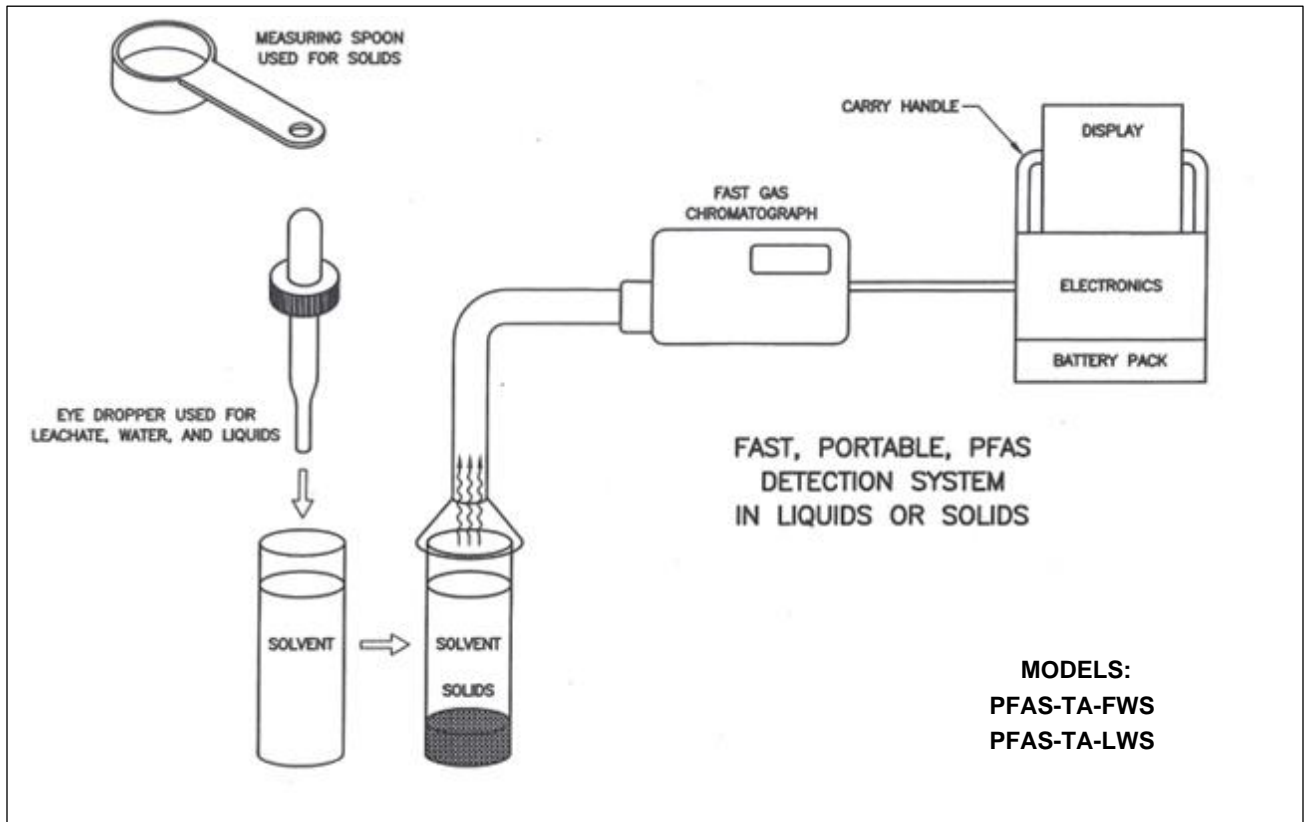 MEASURING SPOON
USED FOR SOLIDS
CARRY HANDLE
DISPLAY
FAST GAS
CHROMATOGRAPH
ELECTRONICS
BATTERY PACK
EYE DROPPER USED FOR
LEACHATE, WATER, AND LIQUIDS
FAST, PORTABLE, PFAS
DETECTION SYSTEM
IN LIQUIDS OR SOLIDS
SOLVENT
SOLVENT
SOLIDS
MODELS:
PFAS-TA-FWS
PFAS-TA-LWS